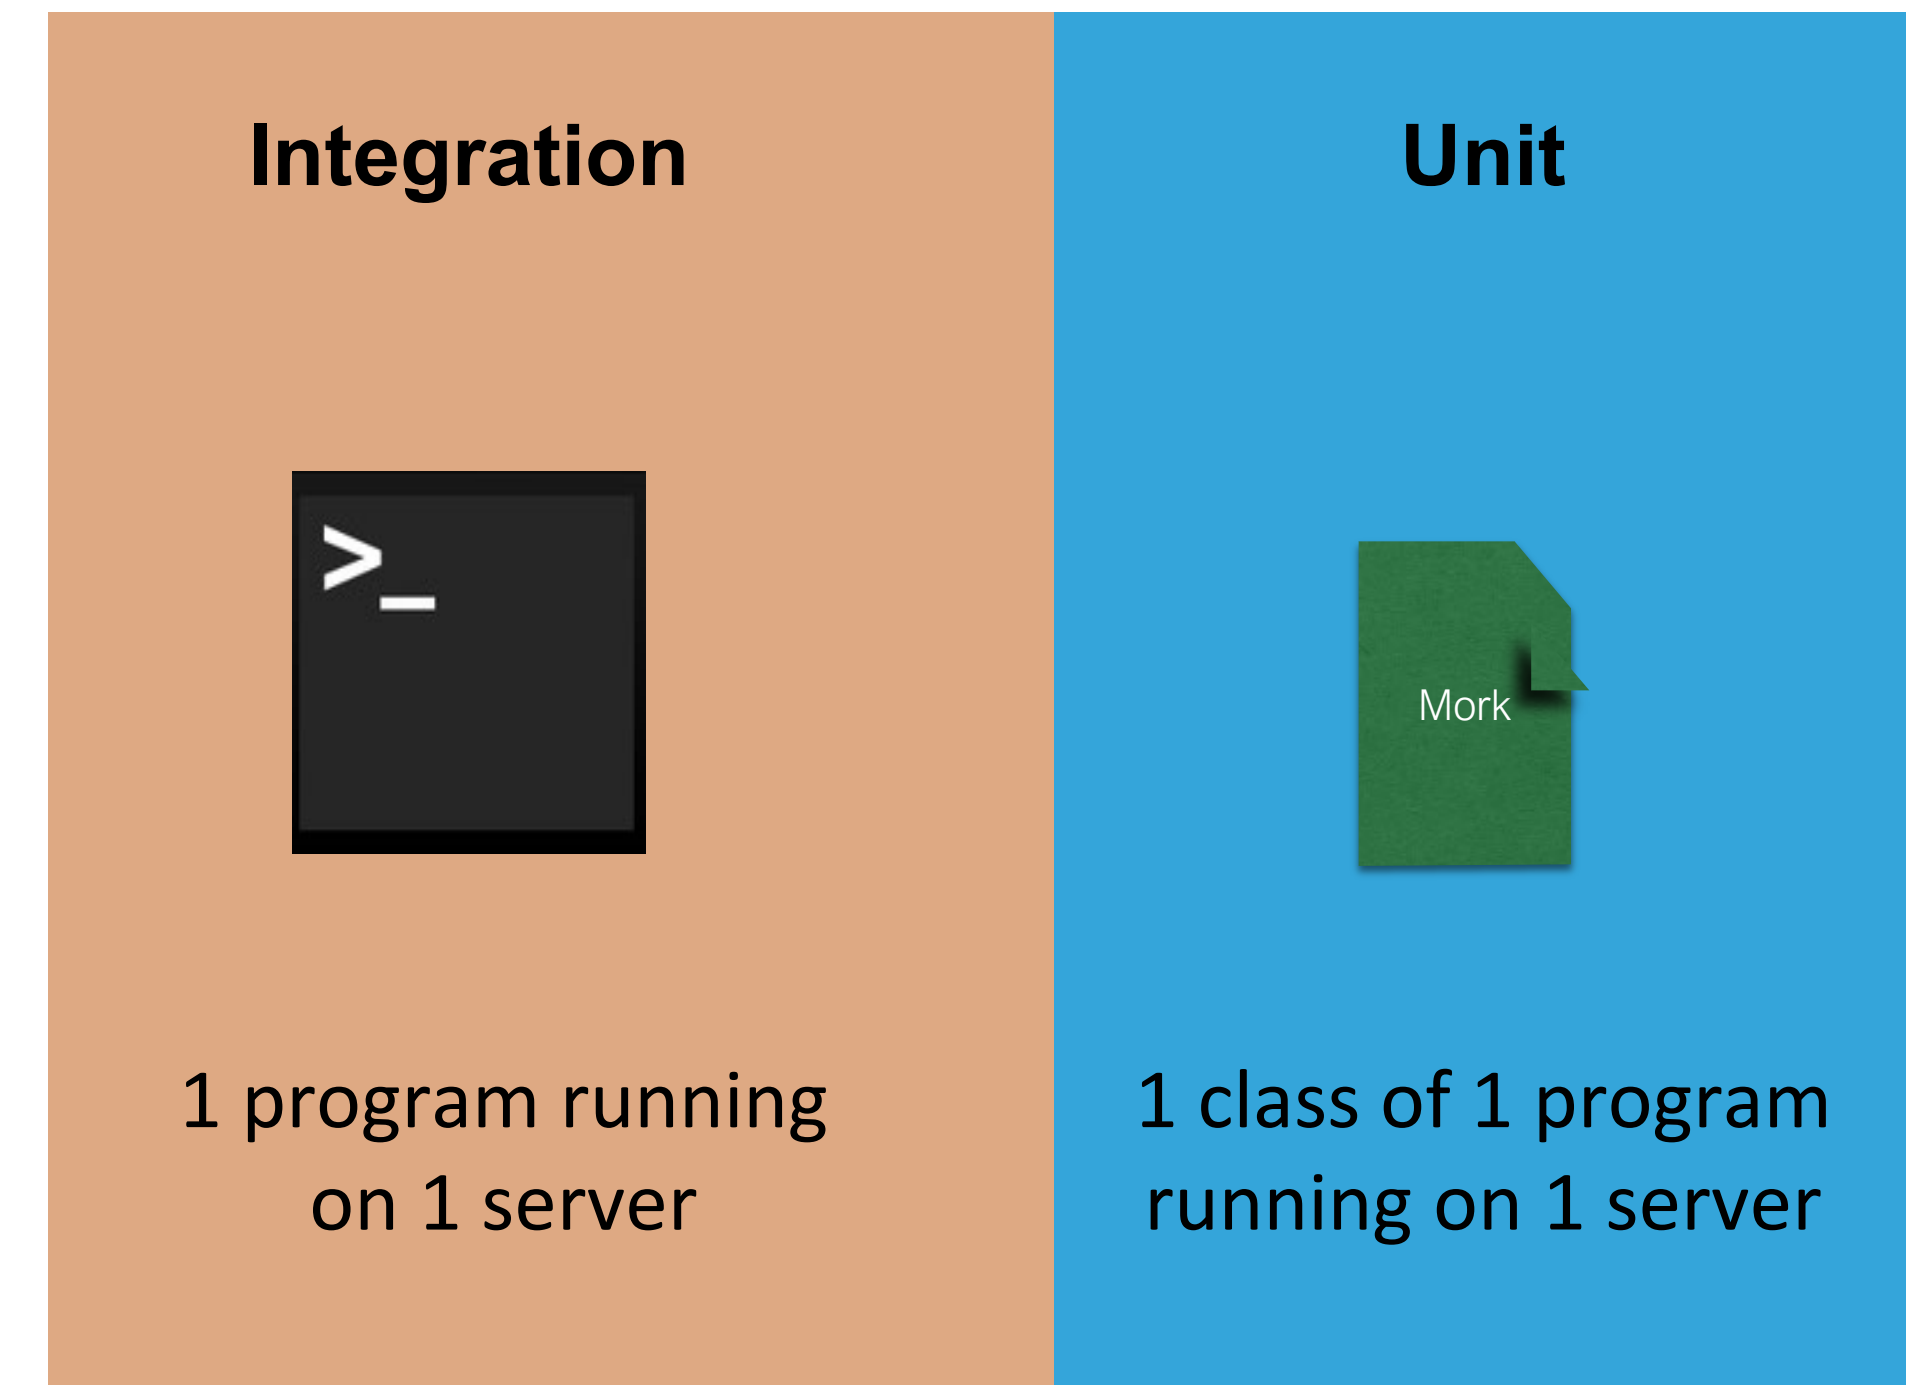 Integration
>_
1 program running
on 1 server
Unit
Mork
1 class of 1 program
running on 1 server